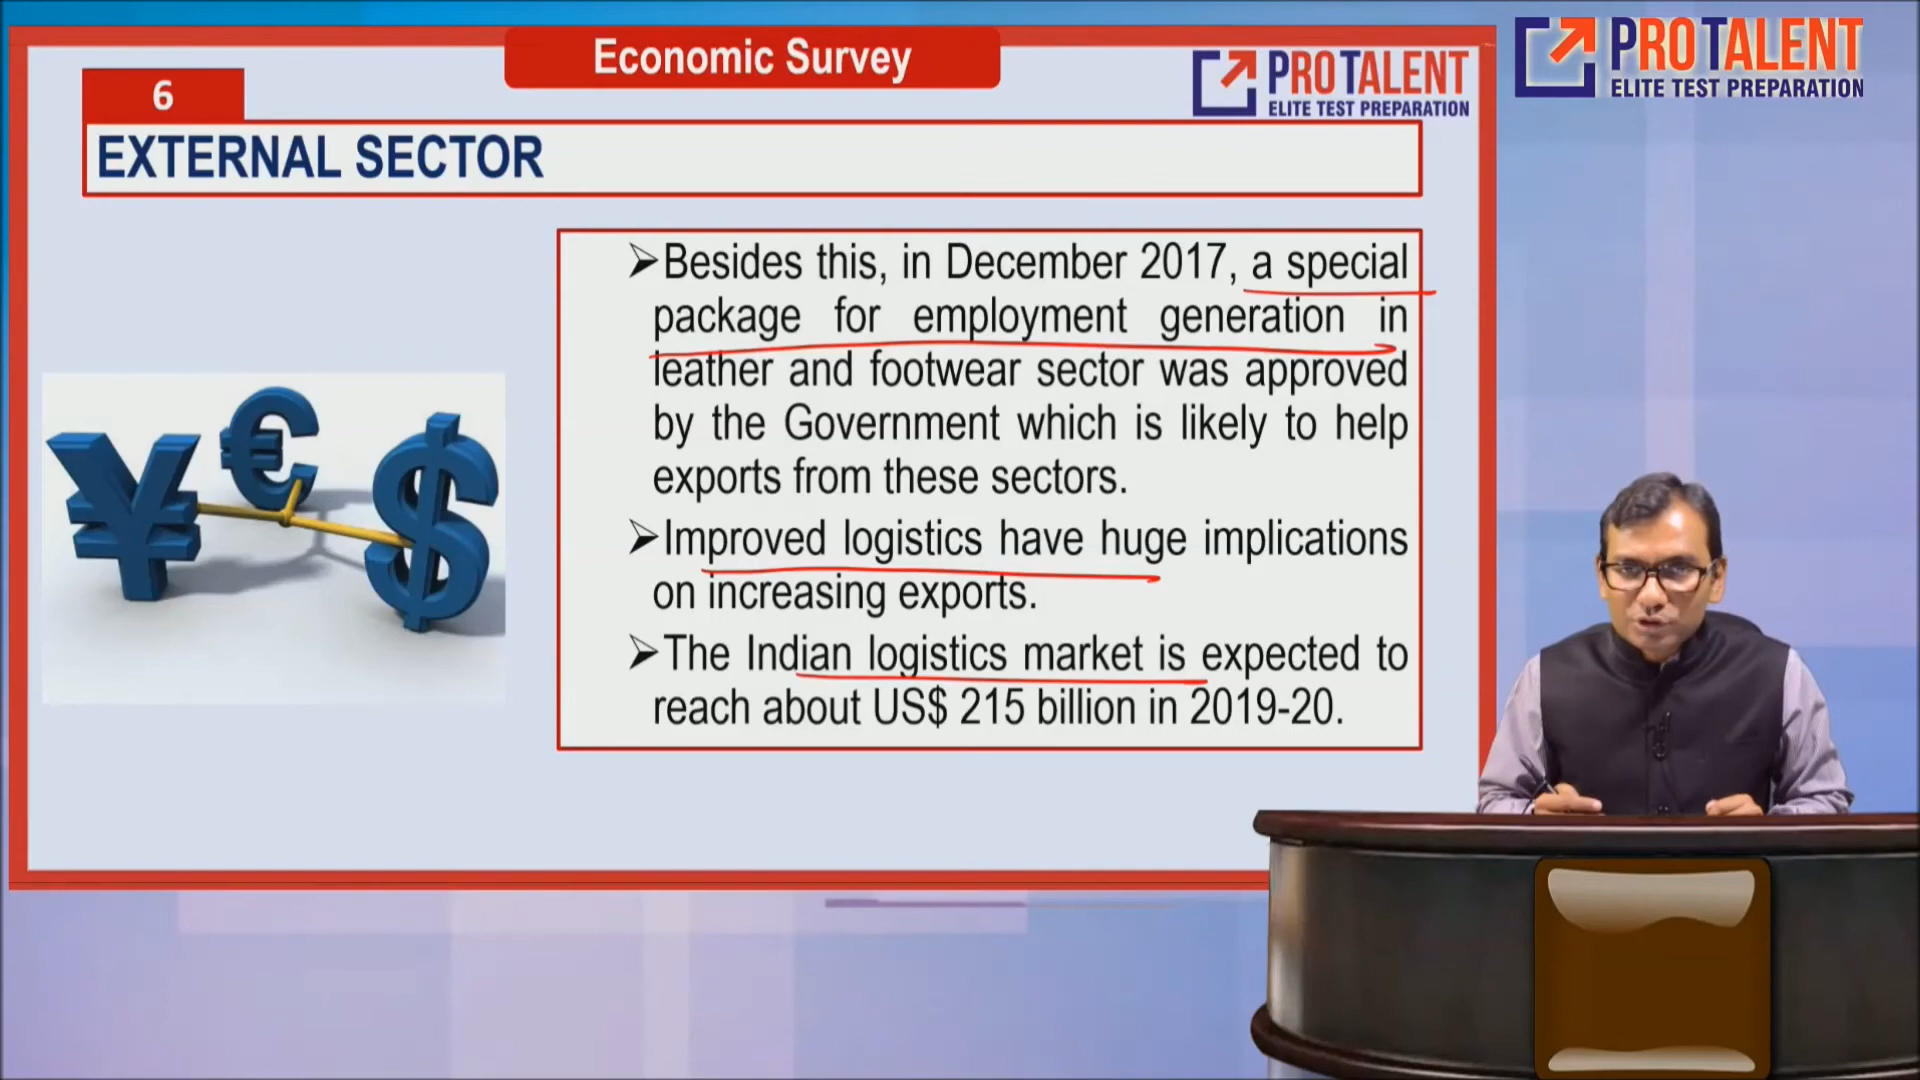 Economic Survey
PROTALENT
ELITE TEST PREPARATION
PROTALENT
ELITE TEST PREPARATION
6
EXTERNAL SECTOR
➢Besides this, in December 2017, a special
package for employment generation in
leather and footwear sector was approved
by the Government which is likely to help
exports from these sectors.
➢Improved logistics have huge implications
on increasing exports.
➢The Indian logistics market is expected to
reach about US$ 215 billion in 2019-20.